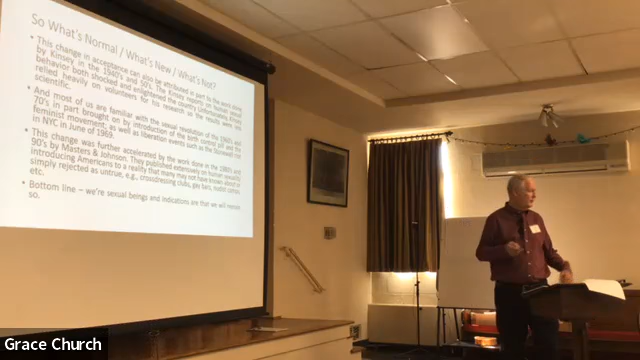 So What's Normal / What's New / What's Not?
• This change in acceptance can also be attributed to the work done
by Kinsey in the 1940's and 50's. The Kinsey reports on human sexual
behavior both shocked and enlightened the country Unfortunately, Kinsey
relied heavily on volunteers for his research so the results were not
scientific.
• And most of us are familiar with the sexual revolution of the 1960's and
70's in part brought on by introduction of the birth control pill and the
feminist movement; as well as liberation events such as the Stonewall riot
in NYC in June of 1969.
• This change was further accelerated by the work done in the 1980's and
90's by Masters & Johnson. They published extensively on human sexuality
introducing Americans to a reality that many may not have known about or
simply rejected as untrue, e.g., crossdressing clubs, gay bars, nudist camps
etc.
• Bottom line – we're sexual beings and indications are that we will remain
so.
Grace Church